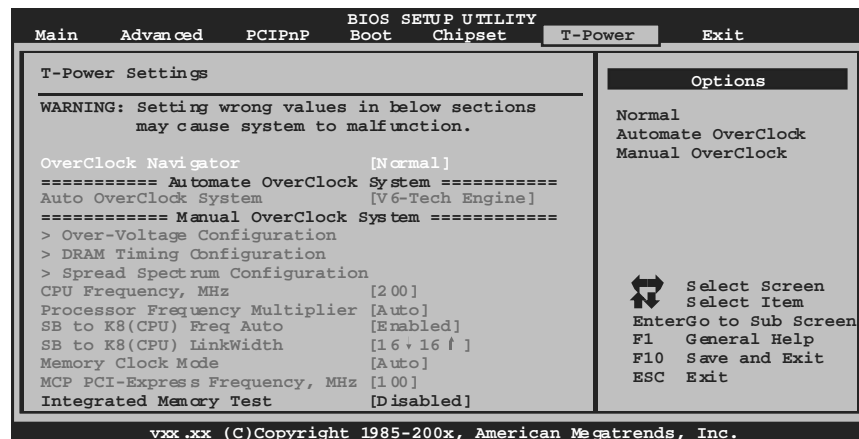 BIOS SETUP UTILITY
Main Advanced PCIPnP Boot Chipset T-Power Exit
T-Power Settings
WARNING: Setting wrong values in below sections
may cause system to malfunction.
OverClock Navigator [Normal]
=========== Automate OverClock System ===========
Auto OverClock System [V6-Tech Engine]
============ Manual OverClock System ============
> Over-Voltage Configuration
> DRAM Timing Configuration
> Spread Spectrum Configuration
CPU Frequency, MHz [200]
Processor Frequency Multiplier [Auto]
SB to K8(CPU) Freq Auto [Enabled]
SB to K8(CPU) LinkWidth [16↓16↑]
Memory Clock Mode [Auto]
MCP PCI-Express Frequency, MHz [100]
Integrated Memory Test [Disabled]
Options
Normal
Automate OverClock
Manual OverClock
Select Screen
Select Item
EnterGo to Sub Screen
F1 General Help
F10 Save and Exit
ESC Exit
vxx.xx (C)Copyright 1985-200x, American Megatrends, Inc.